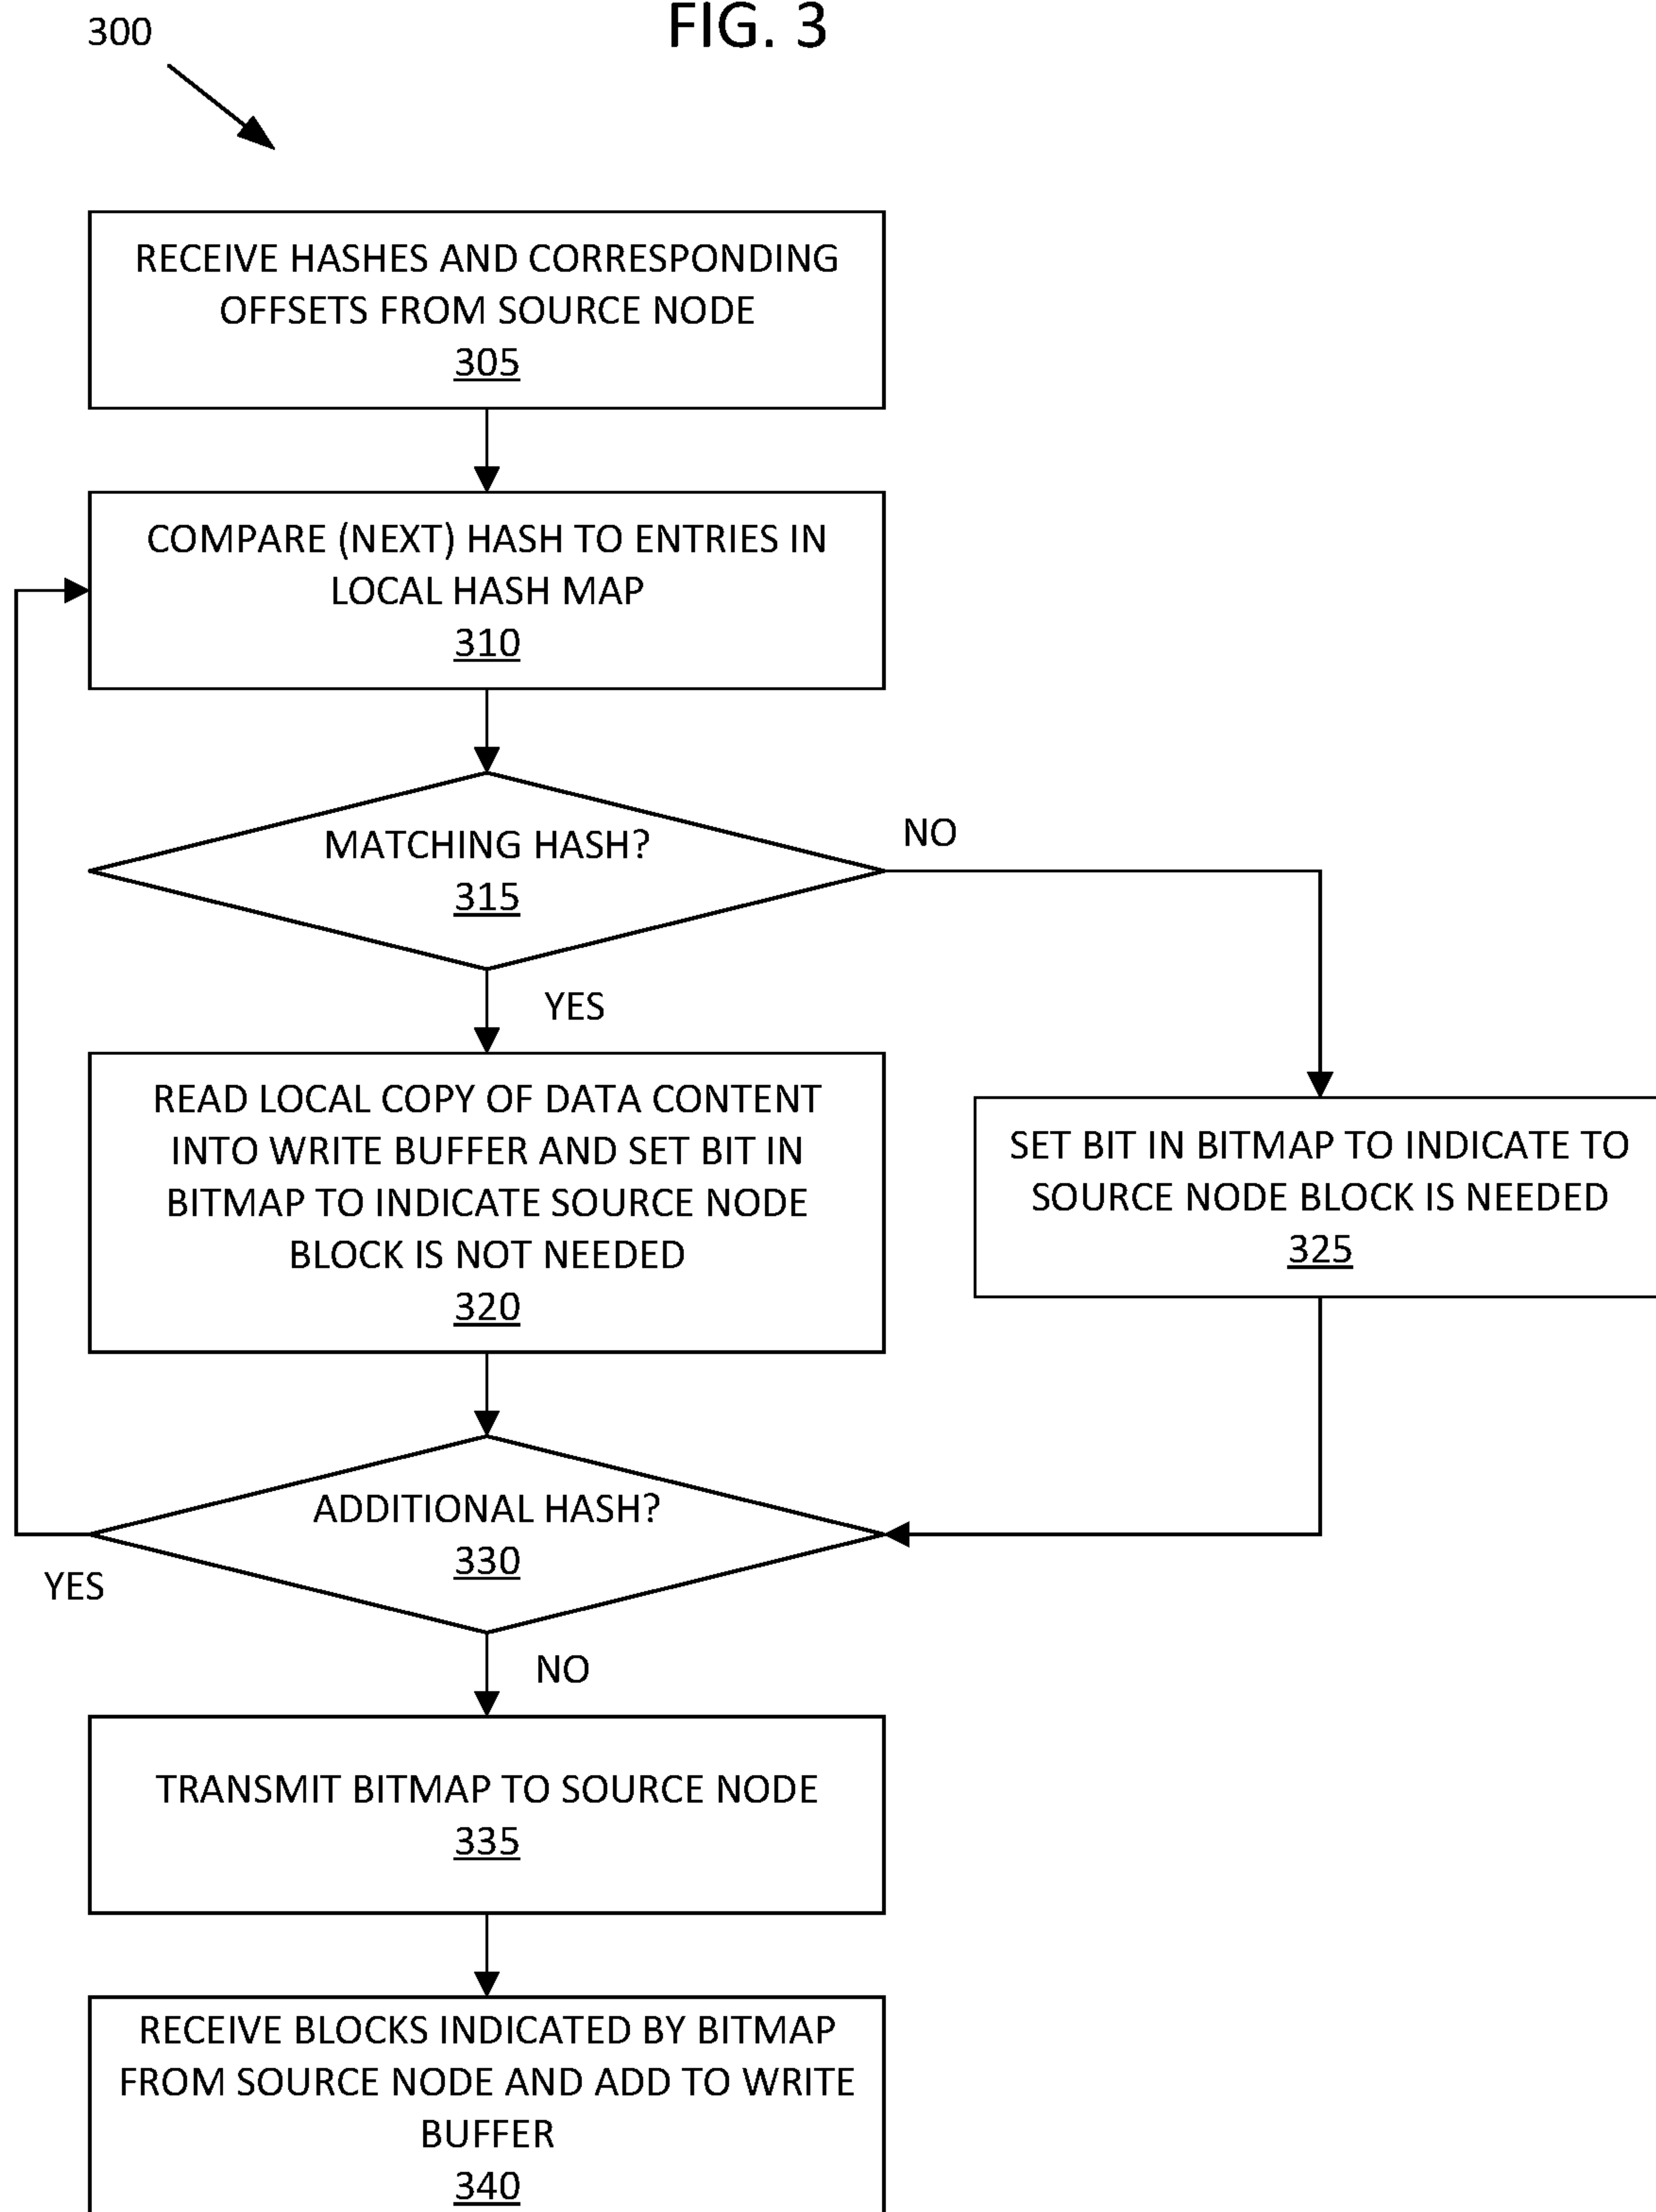 300
FIG. 3
RECEIVE HASHES AND CORRESPONDING
OFFSETS FROM SOURCE NODE
305
COMPARE (NEXT) HASH TO ENTRIES IN
LOCAL HASH MAP
310
MATCHING HASH?
315
NO
YES
READ LOCAL COPY OF DATA CONTENT
INTO WRITE BUFFER AND SET BIT IN
BITMAP TO INDICATE SOURCE NODE
BLOCK IS NOT NEEDED
320
SET BIT IN BITMAP TO INDICATE TO
SOURCE NODE BLOCK IS NEEDED
325
ADDITIONAL HASH?
330
YES
NO
TRANSMIT BITMAP TO SOURCE NODE
335
RECEIVE BLOCKS INDICATED BY BITMAP
FROM SOURCE NODE AND ADD TO WRITE
BUFFER
340